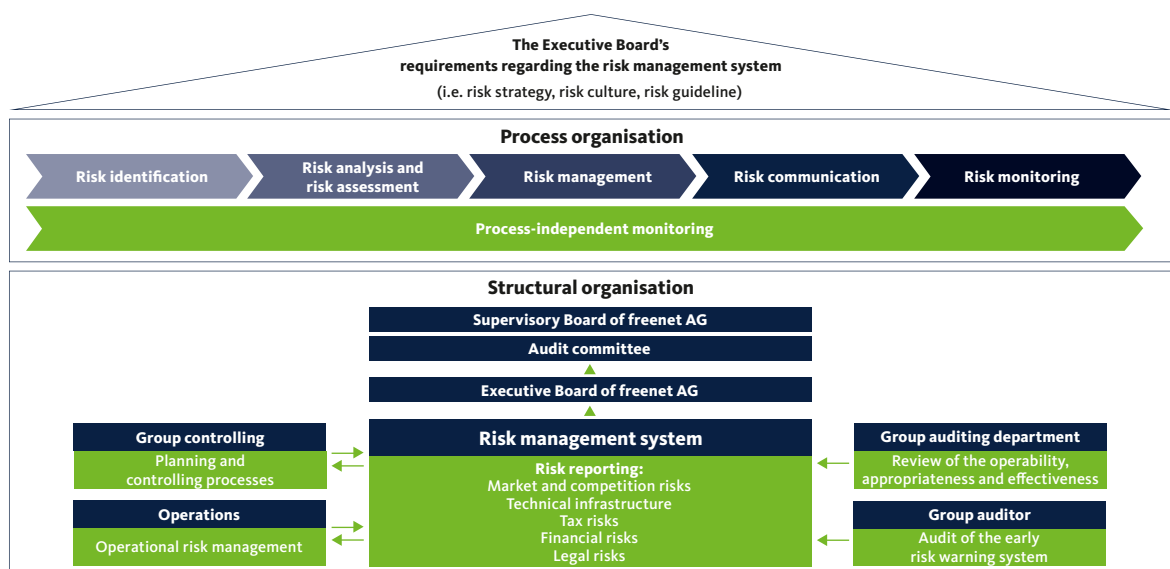 The Executive Board’s
requirements regarding the risk management system
(i.e. risk strategy, risk culture, risk guideline)
Process organisation
Risk identification
Risk analysis and
risk assessment
Risk management
Risk communication
Risk monitoring
Process-independent monitoring
Structural organisation
Supervisory Board of freenet AG
Audit committee
Executive Board of freenet AG
Group controlling
Planning and
controlling processes
Operations
Operational risk management
Risk management system
Risk reporting:
Market and competition risks
Technical infrastructure
Tax risks
Financial risks
Legal risks
Group auditing department
Review of the operability,
appropriateness and effectiveness
Group auditor
Audit of the early
risk warning system